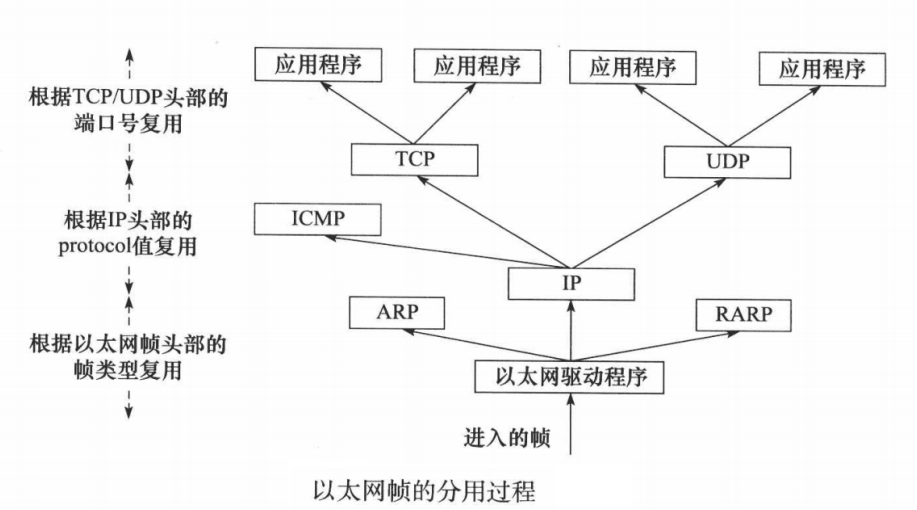 应用程序
应用程序
应用程序
应用程序
根据TCP/UDP头部的
端口号复用
TCP
UDP
根据IP头部的
protocol值复用
ICMP
IP
ARP
RARP
根据以太网帧头部的
帧类型复用
以太网驱动程序
进入的帧
以太网帧的分用过程